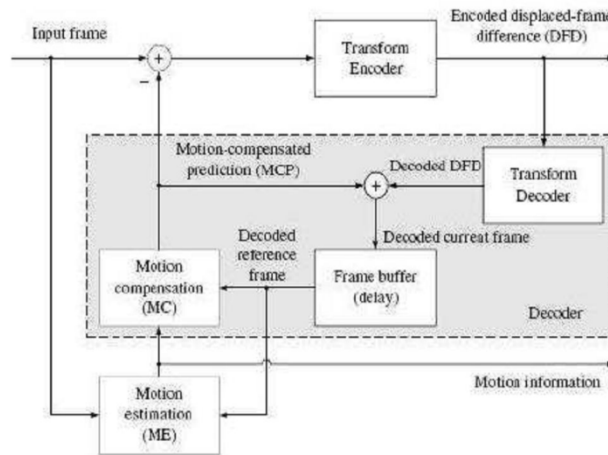 Encoded displaced-frame
difference (DFD)
Input frame
Transform
Encoder
+
−
Motion-compensated
prediction (MCP)
Decoded DFD
Transform
Decoder
+
Decoded
reference
frame
Decoded current frame
Motion
compensation
(MC)
Frame buffer
(delay)
Decoder
Motion information
Motion
estimation
(ME)